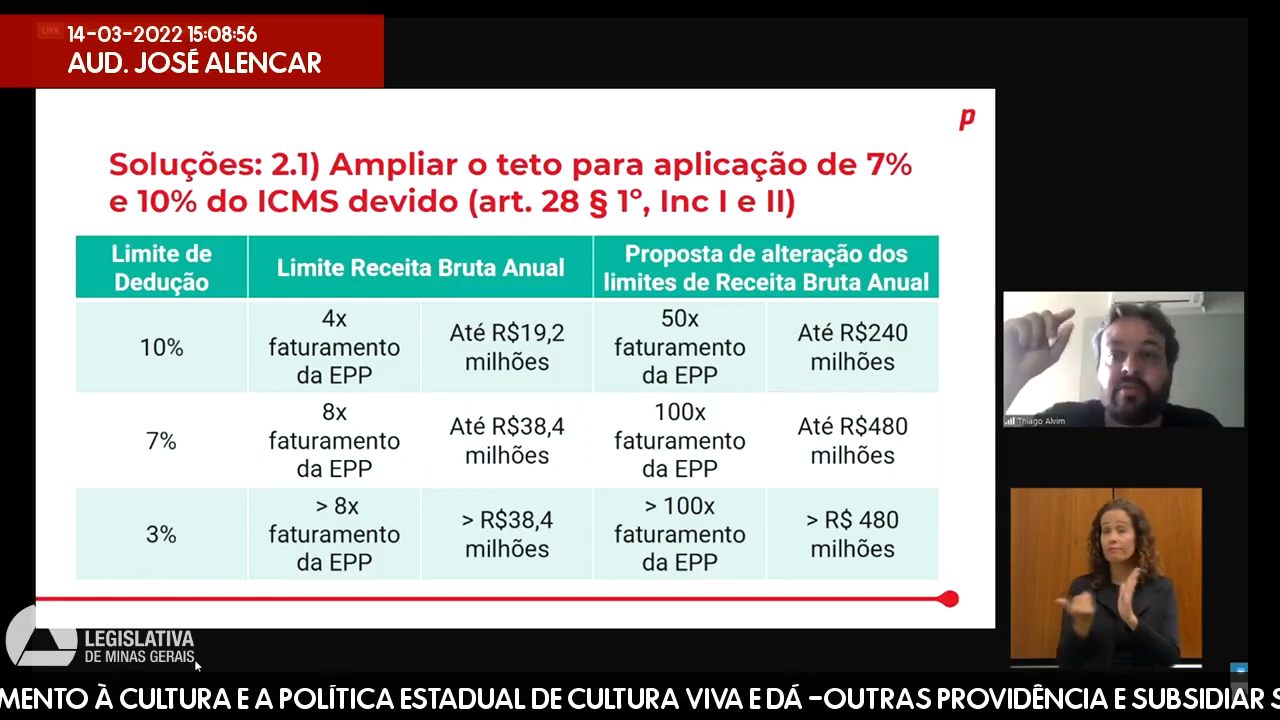 LIVE
14-03-2022 15:08:56
AUD. JOSÉ ALENCAR
p
Soluções: 2.1) Ampliar o teto para aplicação de 7%
e 10% do ICMS devido (art. 28 § 1º, Inc I e II)
Limite de
Dedução
Limite Receita Bruta Anual
Proposta de alteração dos
limites de Receita Bruta Anual
10%
4x
faturamento
da EPP
Até R$19,2
milhões
50x
faturamento
da EPP
Até R$240
milhões
7%
8x
faturamento
da EPP
Até R$38,4
milhões
100x
faturamento
da EPP
Até R$480
milhões
3%
> 8x
faturamento
da EPP
> R$38,4
milhões
> 100x
faturamento
da EPP
> R$ 480
milhões
Thiago Alvim
LEGISLATIVA
DE MINAS GERAIS
MENTO À CULTURA E A POLÍTICA ESTADUAL DE CULTURA VIVA E DÁ -OUTRAS PROVIDÊNCIA E SUBSIDIAR S